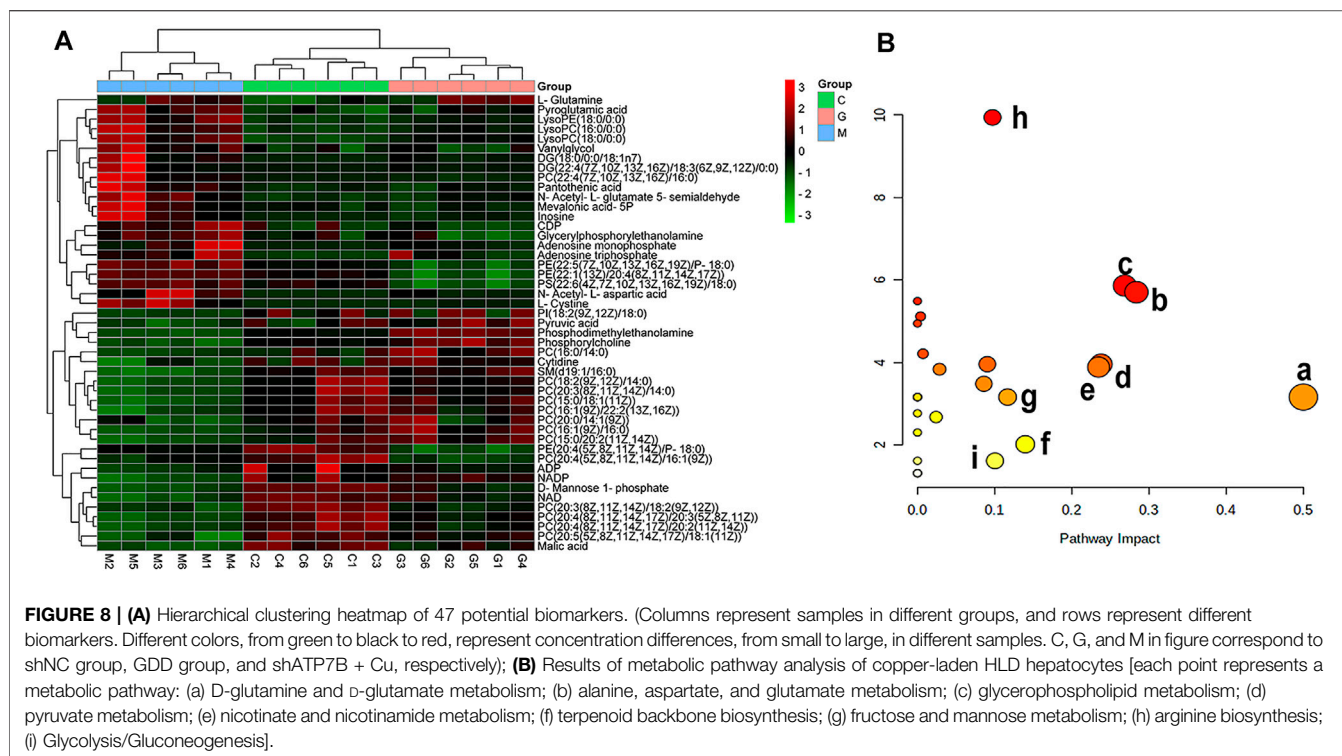 A
Group
L- Glutamine
Pyroglutamic acid
LysoPE(18:0/0:0)
LysoPC(16:0/0:0)
LysoPC(18:0/0:0)
Vanylglycol
DG(18:0/0:0/18:1n7)
DG(22:4(7Z,10Z,13Z,16Z)/18:3(6Z,9Z,12Z)/0:0)
PC(22:4(7Z,10Z,13Z,16Z)/16:0)
Pantothenic acid
N- Acetyl- L- glutamate 5- semialdehyde
Mevalonic acid- 5P
Inosine
CDP
Glycerylphosphorylethanolamine
Adenosine monophosphate
Adenosine triphosphate
PE(22:5(7Z,10Z,13Z,16Z,19Z)/P- 18:0)
PE(22:1(13Z)/20:4(8Z,11Z,14Z,17Z))
PS(22:6(4Z,7Z,10Z,13Z,16Z,19Z)/18:0)
N- Acetyl- L- aspartic acid
L- Cystine
PI(18:2(9Z,12Z)/18:0)
Pyruvic acid
Phosphodimethylethanolamine
Phosphorylcholine
PC(16:0/14:0)
Cytidine
SM(d19:1/16:0)
PC(18:2(9Z,12Z)/14:0)
PC(20:3(8Z,11Z,14Z)/14:0)
PC(15:0/18:1(11Z))
PC(16:1(9Z)/22:2(13Z,16Z))
PC(20:0/14:1(9Z))
PC(16:1(9Z)/16:0)
PC(15:0/20:2(11Z,14Z))
PE(20:4(5Z,8Z,11Z,14Z)/P- 18:0)
PC(20:4(5Z,8Z,11Z,14Z)/16:1(9Z))
ADP
NADP
D- Mannose 1- phosphate
NAD
PC(20:3(8Z,11Z,14Z)/18:2(9Z,12Z))
PC(20:4(8Z,11Z,14Z,17Z)/20:3(5Z,8Z,11Z))
PC(20:4(8Z,11Z,14Z,17Z)/20:2(11Z,14Z))
PC(20:5(5Z,8Z,11Z,14Z,17Z)/18:1(11Z))
Malic acid
M2 M5 M3 M6 M1 M4 C2 C4 C6 C5 C1 C3 G3 G6 G2 G5 G1 G4
3
2
1
0
- 1
- 2
- 3
Group
C
G
M
B
10
8
6
4
2
h
c
b
a
d
e
g
f
i
0.0 0.1 0.2 0.3 0.4 0.5
Pathway Impact
FIGURE 8 | (A) Hierarchical clustering heatmap of 47 potential biomarkers. (Columns represent samples in different groups, and rows represent different
biomarkers. Different colors, from green to black to red, represent concentration differences, from small to large, in different samples. C, G, and M in figure correspond to
shNC group, GDD group, and shATP7B + Cu, respectively); (B) Results of metabolic pathway analysis of copper-laden HLD hepatocytes [each point represents a
metabolic pathway: (a) D-glutamine and D-glutamate metabolism; (b) alanine, aspartate, and glutamate metabolism; (c) glycerophospholipid metabolism; (d)
pyruvate metabolism; (e) nicotinate and nicotinamide metabolism; (f) terpenoid backbone biosynthesis; (g) fructose and mannose metabolism; (h) arginine biosynthesis;
(i) Glycolysis/Gluconeogenesis].